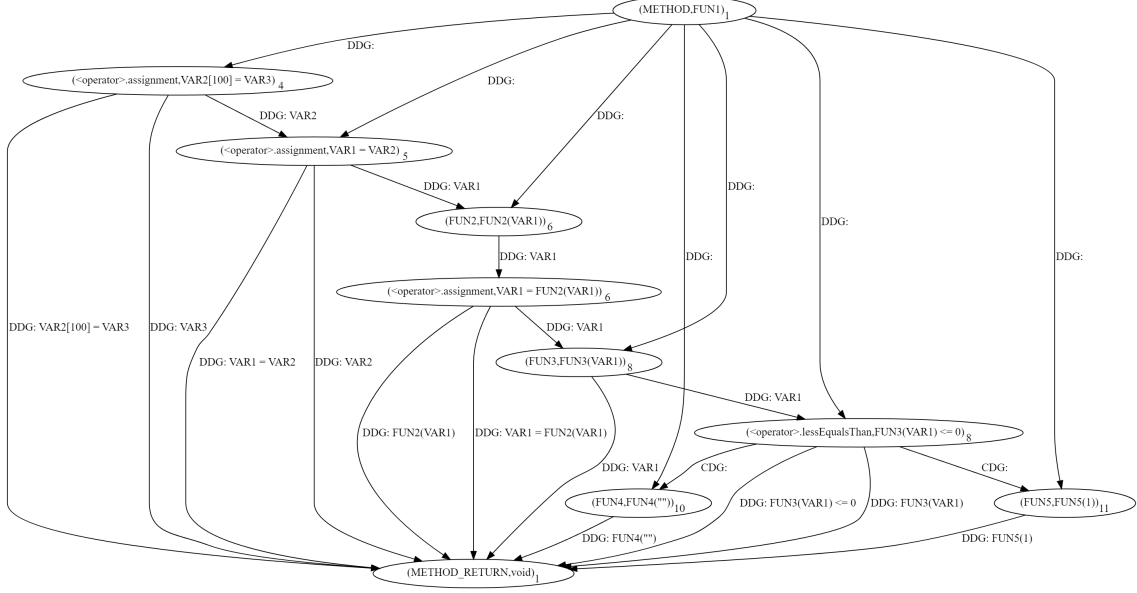 (METHOD,FUN1)1
DDG:
(<operator>.assignment,VAR2[100] = VAR3)4
DDG:
DDG: VAR2
DDG:
(<operator>.assignment,VAR1 = VAR2)5
DDG: VAR1
DDG:
(FUN2,FUN2(VAR1))6
DDG:
DDG: VAR1
DDG:
DDG:
(<operator>.assignment,VAR1 = FUN2(VAR1))6
DDG: VAR2[100] = VAR3
DDG: VAR3
DDG: VAR1
DDG: VAR1 = VAR2
DDG: VAR2
(FUN3,FUN3(VAR1))8
DDG: VAR1
DDG: FUN2(VAR1)
DDG: VAR1 = FUN2(VAR1)
(<operator>.lessEqualsThan,FUN3(VAR1) <= 0)8
DDG: VAR1
CDG:
CDG:
(FUN4,FUN4(""))10
DDG: FUN3(VAR1) <= 0
DDG: FUN3(VAR1)
(FUN5,FUN5(1))11
DDG: FUN4("")
DDG: FUN5(1)
(METHOD_RETURN,void)1